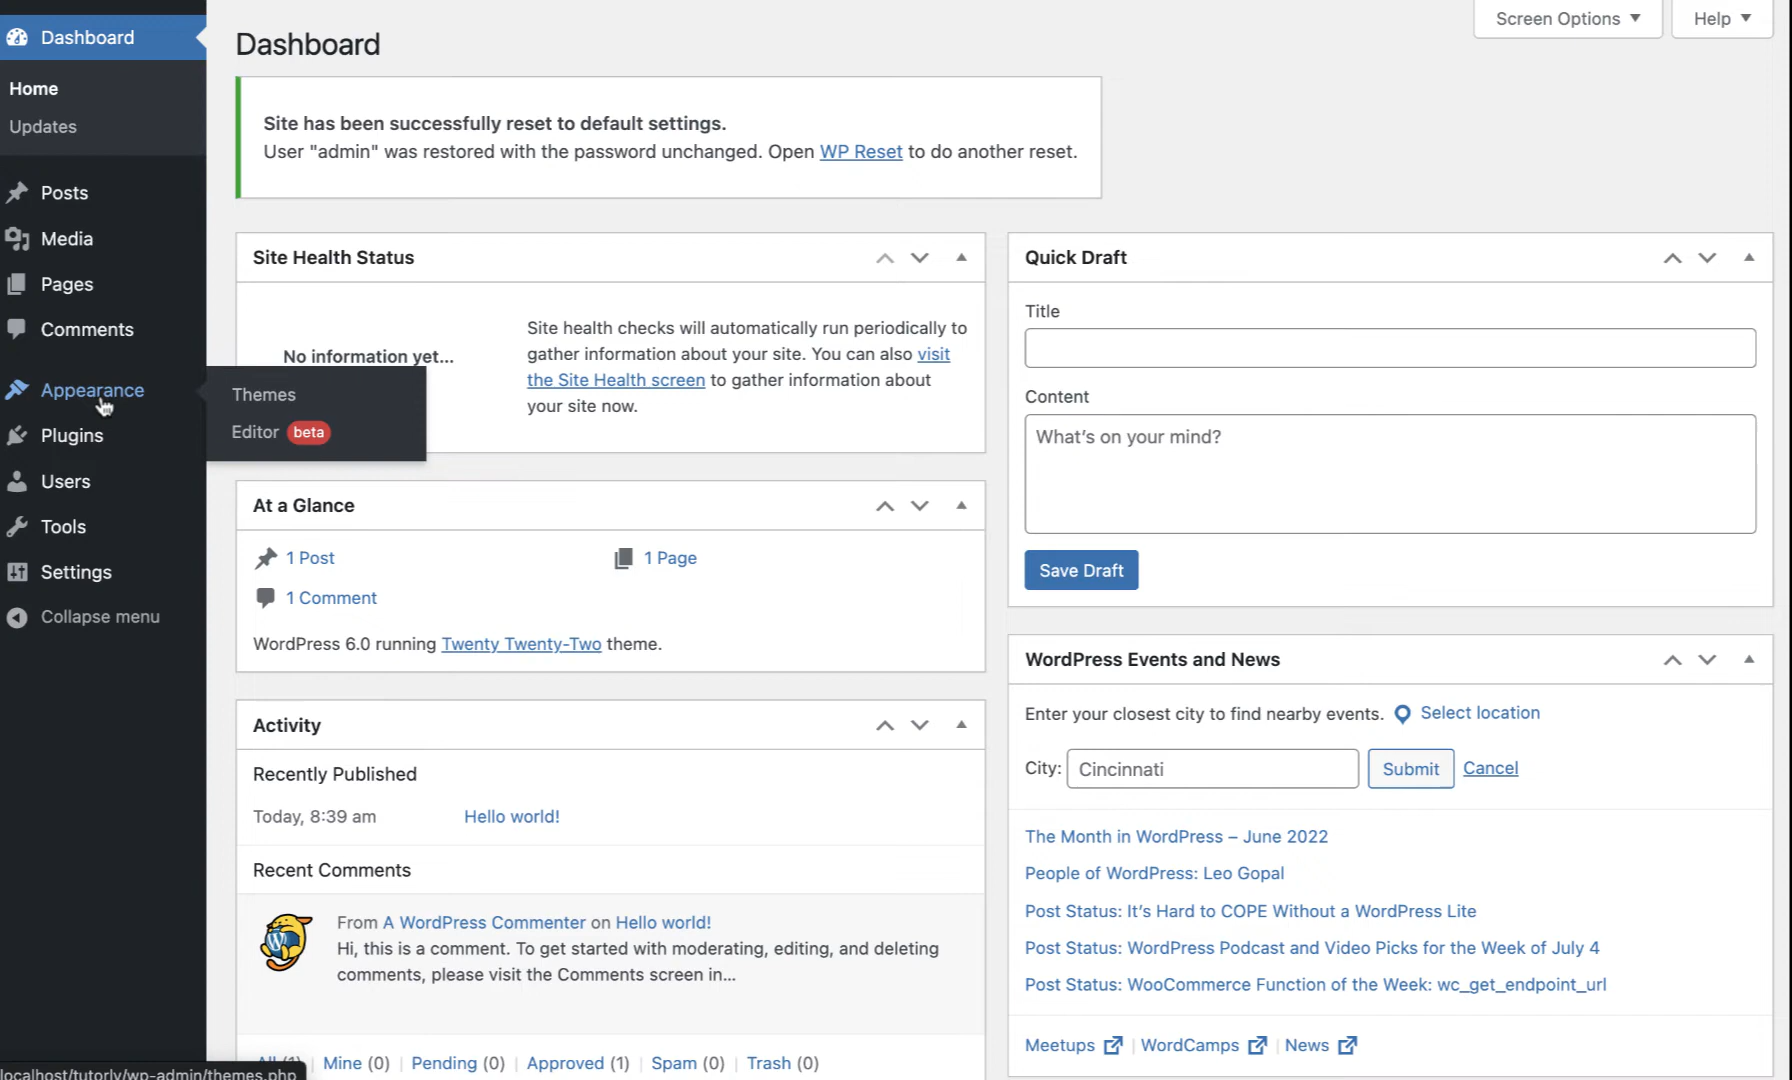 Dashboard
Home
Updates
Posts
Media
Pages
Comments
Appearance
Plugins
Users
Tools
Settings
Collapse menu
Themes
Editor beta
Screen Options
Help
Dashboard
Site has been successfully reset to default settings.
User "admin" was restored with the password unchanged. Open WP Reset to do another reset.
Site Health Status
No information yet...
Site health checks will automatically run periodically to
gather information about your site. You can also visit
the Site Health screen to gather information about
your site now.
At a Glance
1 Post
1 Page
1 Comment
WordPress 6.0 running Twenty Twenty-Two theme.
Activity
Recently Published
Today, 8:39 am Hello world!
Recent Comments
From A WordPress Commenter on Hello world!
Hi, this is a comment. To get started with moderating, editing, and deleting
comments, please visit the Comments screen in...
All (1) | Mine (0) | Pending (0) | Approved (1) | Spam (0) | Trash (0)
Quick Draft
Title
Content
What's on your mind?
Save Draft
WordPress Events and News
Enter your closest city to find nearby events. Select location
City: Cincinnati Submit Cancel
The Month in WordPress – June 2022
People of WordPress: Leo Gopal
Post Status: It's Hard to COPE Without a WordPress Lite
Post Status: WordPress Podcast and Video Picks for the Week of July 4
Post Status: WooCommerce Function of the Week: wc_get_endpoint_url
Meetups | WordCamps | News
localhost/tutorly/wp-admin/themes.php